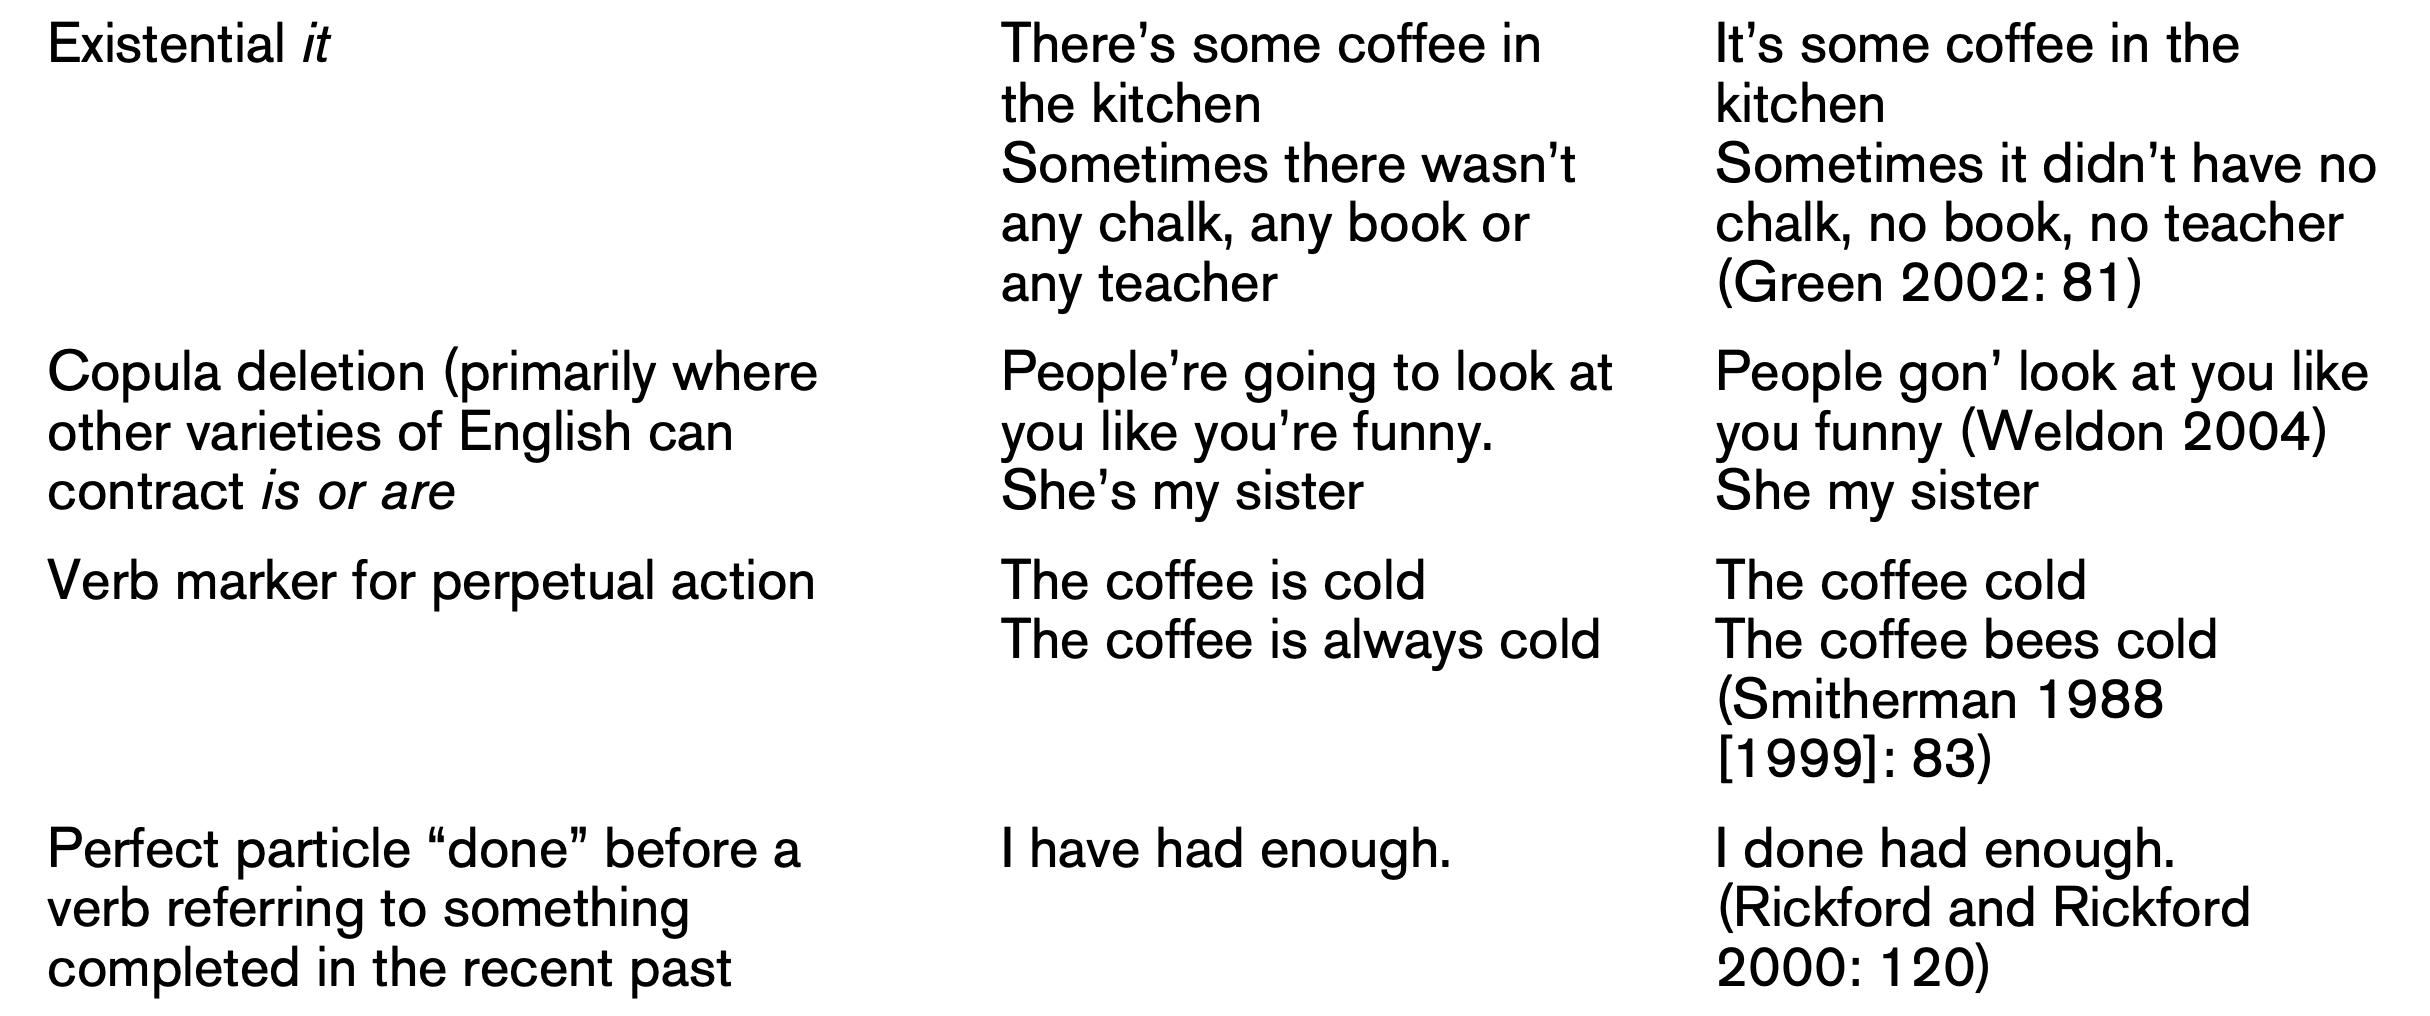 Existential it
There’s some coffee in
the kitchen
Sometimes there wasn’t
any chalk, any book or
any teacher
It’s some coffee in the
kitchen
Sometimes it didn’t have no
chalk, no book, no teacher
(Green 2002: 81)
Copula deletion (primarily where
other varieties of English can
contract is or are
People’re going to look at
you like you’re funny.
She’s my sister
People gon’ look at you like
you funny (Weldon 2004)
She my sister
Verb marker for perpetual action
The coffee is cold
The coffee is always cold
The coffee cold
The coffee bees cold
(Smitherman 1988
[1999]: 83)
Perfect particle “done” before a
verb referring to something
completed in the recent past
I have had enough.
I done had enough.
(Rickford and Rickford
2000: 120)